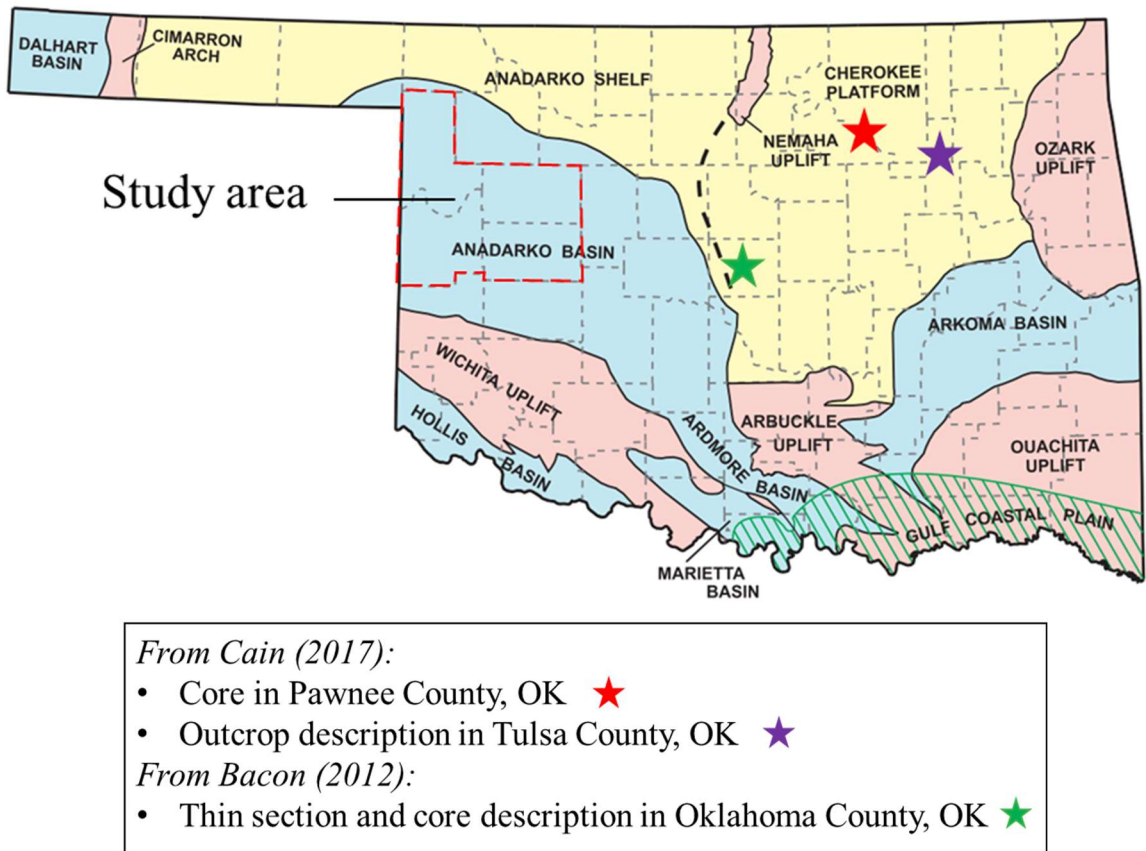 DALHART
BASIN
CIMARRON
ARCH
ANADARKO SHELF
CHEROKEE
PLATFORM
NEMAHA
UPLIFT
OZARK
UPLIFT
Study area
ANADARKO BASIN
ARKOMA BASIN
WICHITA UPLIFT
HOLLIS
BASIN
ARDMORE BASIN
ARBUCKLE
UPLIFT
OUACHITA
UPLIFT
GULF COASTAL PLAIN
MARIETTA
BASIN
From Cain (2017):
• Core in Pawnee County, OK
• Outcrop description in Tulsa County, OK
From Bacon (2012):
• Thin section and core description in Oklahoma County, OK